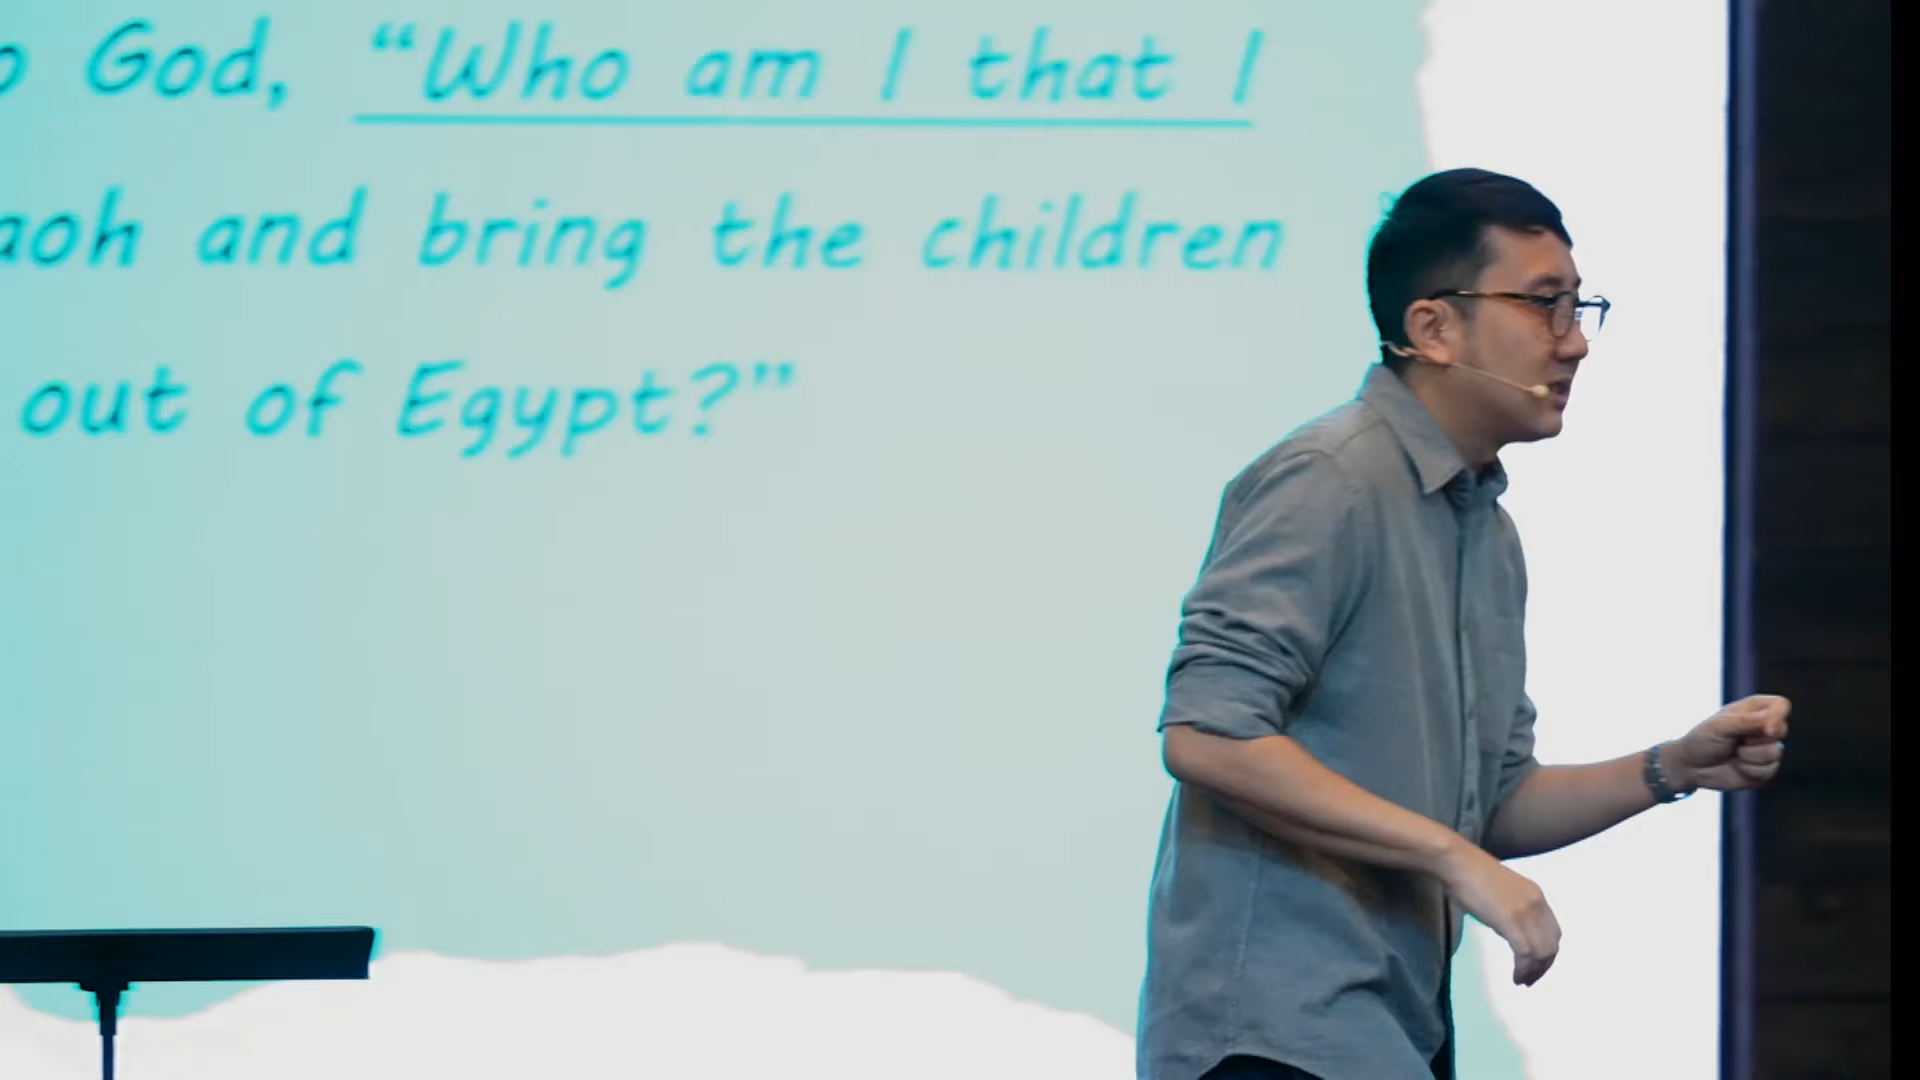 o God, “Who am I that I
aoh and bring the children
out of Egypt?”